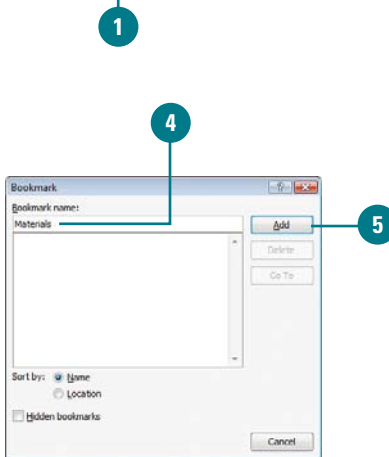 1
4
Bookmark
Bookmark name:
Materials
Add
5
Delete
Go To
Sort by: Name
Location
Hidden bookmarks
Cancel